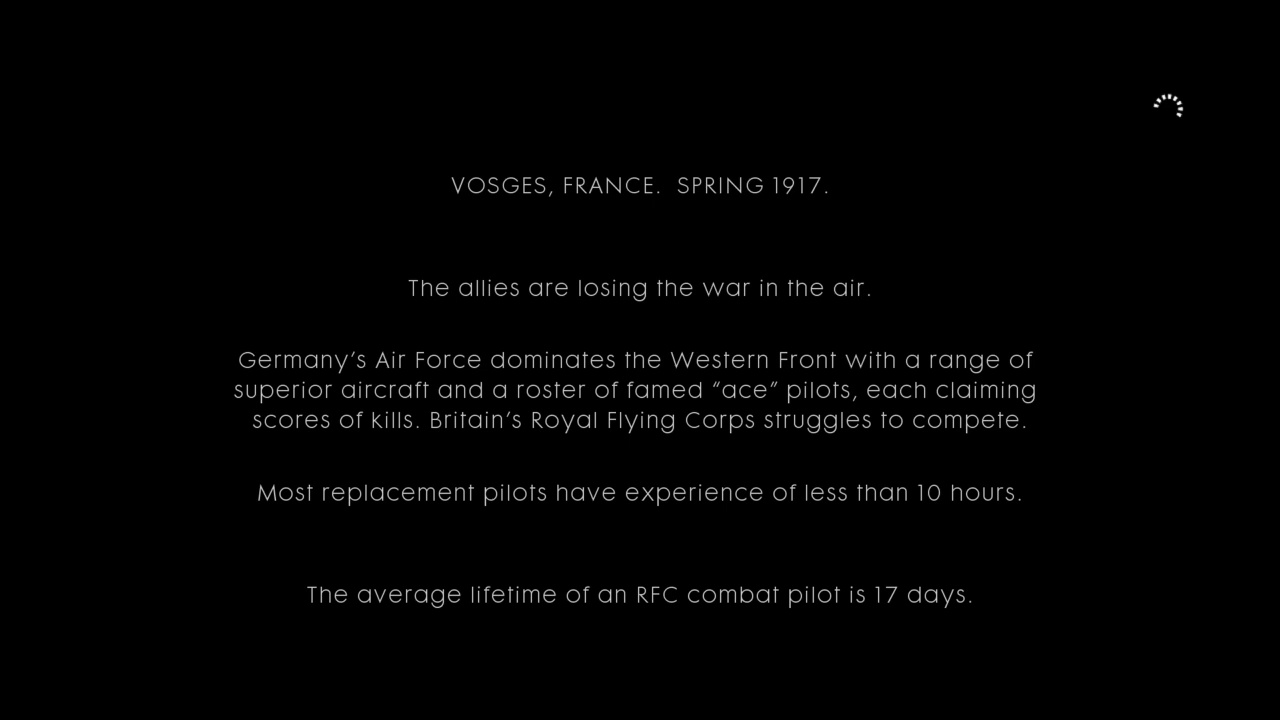 VOSGES, FRANCE. SPRING 1917.
The allies are losing the war in the air.
Germany’s Air Force dominates the Western Front with a range of
superior aircraft and a roster of famed “ace” pilots, each claiming
scores of kills. Britain’s Royal Flying Corps struggles to compete.
Most replacement pilots have experience of less than 10 hours.
The average lifetime of an RFC combat pilot is 17 days.